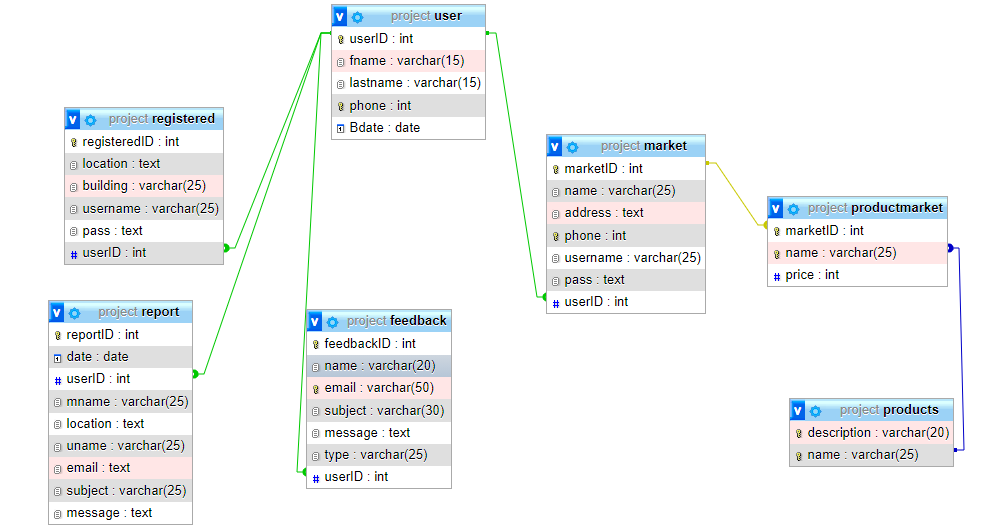 project user
userID : int
fname : varchar(15)
lastname : varchar(15)
phone : int
Bdate : date
project registered
registeredID : int
location : text
building : varchar(25)
username : varchar(25)
pass : text
userID : int
project market
marketID : int
name : varchar(25)
address : text
phone : int
username : varchar(25)
pass : text
userID : int
project productmarket
marketID : int
name : varchar(25)
price : int
project report
reportID : int
date : date
userID : int
mname : varchar(25)
location : text
uname : varchar(25)
email : text
subject : varchar(25)
message : text
project feedback
feedbackID : int
name : varchar(20)
email : varchar(50)
subject : varchar(30)
message : text
type : varchar(25)
userID : int
project products
description : varchar(20)
name : varchar(25)